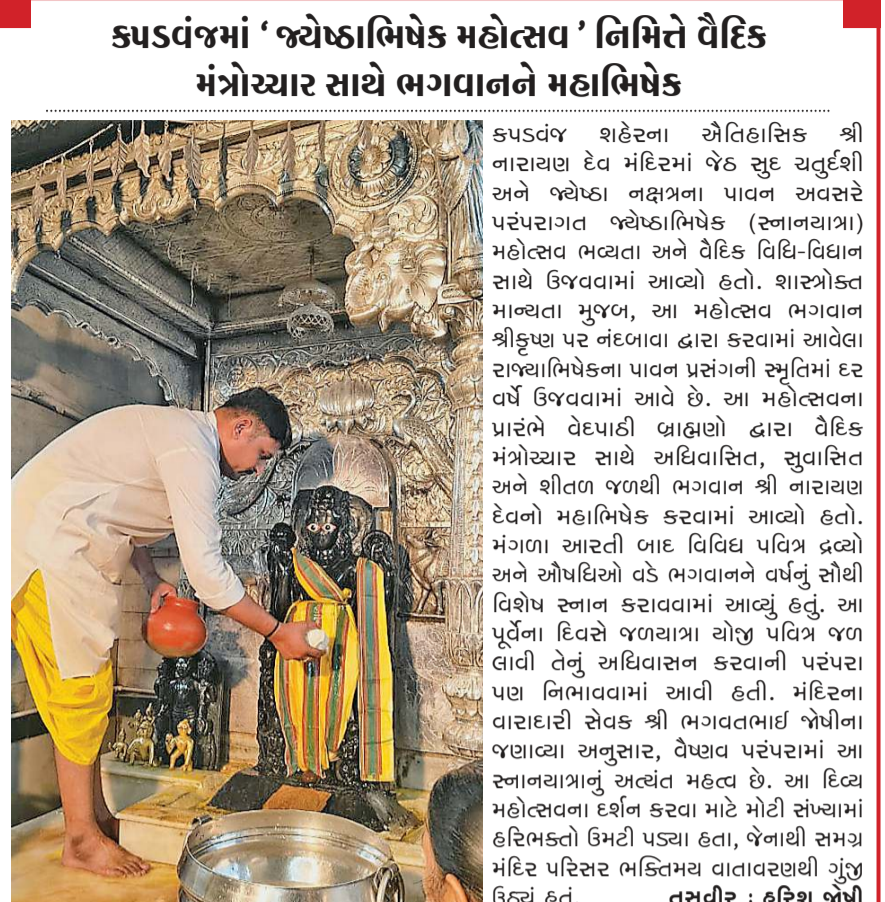 કપડવંજમાં ‘ જ્યેષ્ઠાભિષેક મહોત્સવ ’ નિમિત્તે વૈદિક
મંત્રોચ્ચાર સાથે ભગવાનને મહાભિષેક
કપડવંજ શહેરના ઐતિહાસિક શ્રી
નારાયણ દેવ મંદિરમાં જેઠ સુદ ચતુર્દશી
અને જ્યેષ્ઠા નક્ષત્રના પાવન અવસરે
પરંપરાગત જ્યેષ્ઠાભિષેક (સ્નાનયાત્રા)
મહોત્સવ ભવ્યતા અને વૈદિક વિધિ-વિધાન
સાથે ઉજવવામાં આવ્યો હતો. શાસ્ત્રોક્ત
માન્યતા મુજબ, આ મહોત્સવ ભગવાન
શ્રીકૃષ્ણ પર નંદબાવા દ્વારા કરવામાં આવેલા
રાજ્યાભિષેકના પાવન પ્રસંગની સ્મૃતિમાં દર
વર્ષે ઉજવવામાં આવે છે. આ મહોત્સવના
પ્રારંભે વેદપાઠી બ્રાહ્મણો દ્વારા વૈદિક
મંત્રોચ્ચાર સાથે અધિવાસિત, સુવાસિત
અને શીતળ જળથી ભગવાન શ્રી નારાયણ
દેવનો મહાભિષેક કરવામાં આવ્યો હતો.
મંગળા આરતી બાદ વિવિધ પવિત્ર દ્રવ્યો
અને ઔષધિઓ વડે ભગવાનને વર્ષનું સૌથી
વિશેષ સ્નાન કરાવવામાં આવ્યું હતું. આ
પૂર્વેના દિવસે જળયાત્રા યોજી પવિત્ર જળ
લાવી તેનું અધિવાસન કરવાની પરંપરા
પણ નિભાવવામાં આવી હતી. મંદિરના
વારાદારી સેવક શ્રી ભગવતભાઈ જોષીના
જણાવ્યા અનુસાર, વૈષ્ણવ પરંપરામાં આ
સ્નાનયાત્રાનું અત્યંત મહત્વ છે. આ દિવ્ય
મહોત્સવના દર્શન કરવા માટે મોટી સંખ્યામાં
હરિભક્તો ઉમટી પડ્યા હતા, જેનાથી સમગ્ર
મંદિર પરિસર ભક્તિમય વાતાવરણથી ગુંજી
ઉઠ્યું હતું. તસવીર : હરિશ જોષી